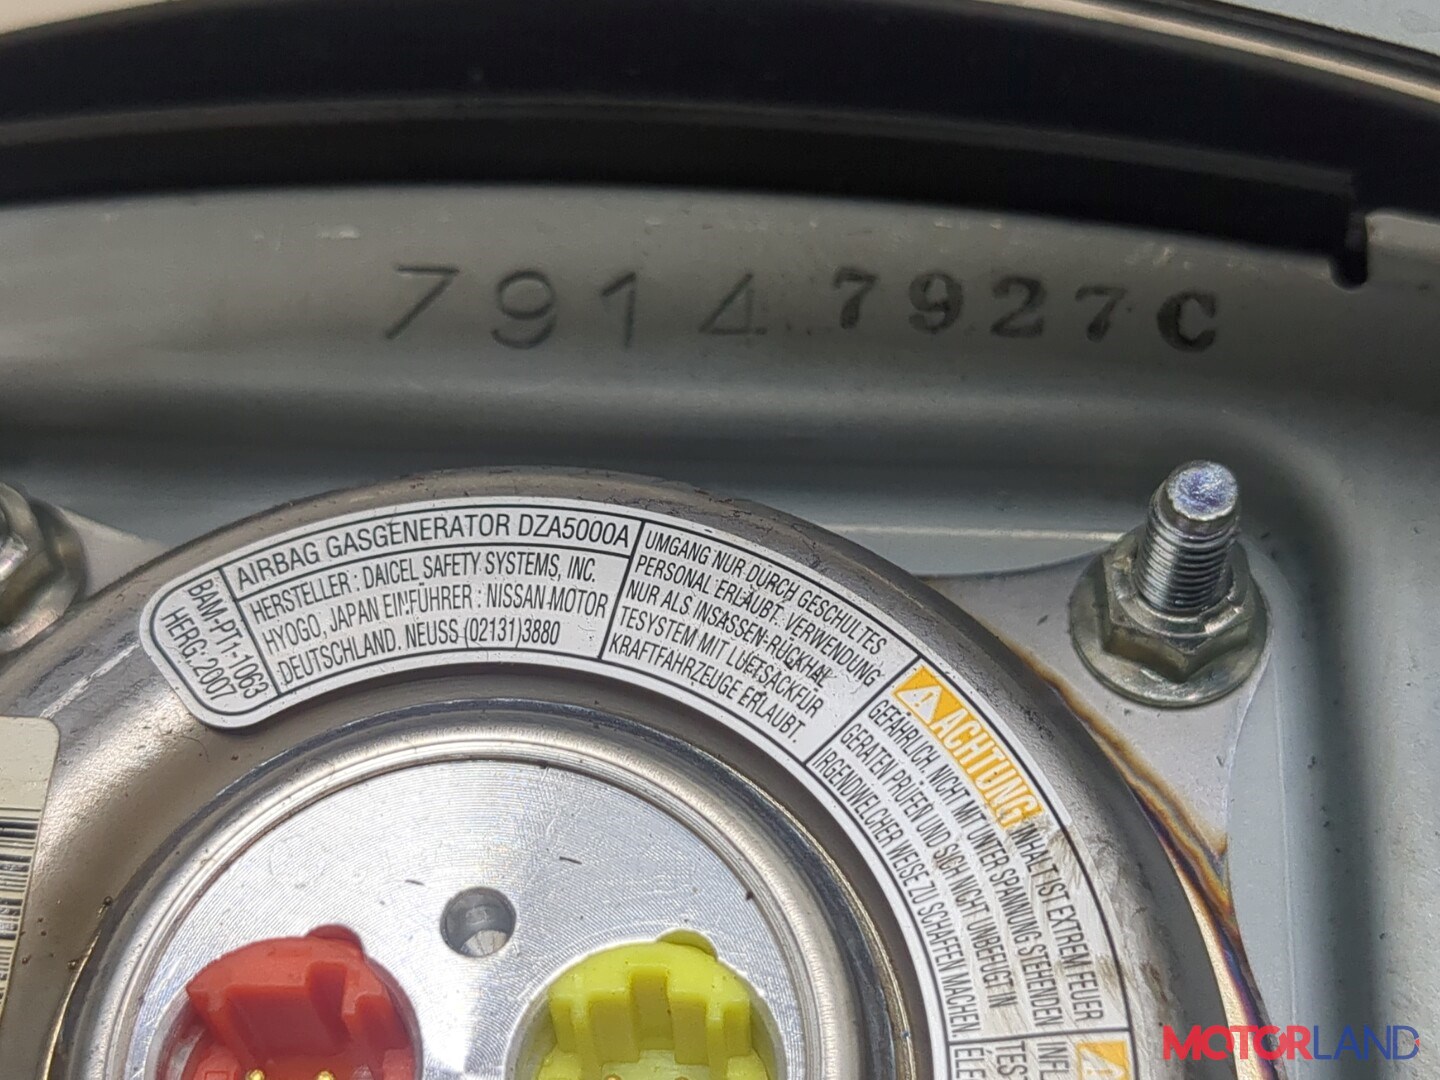 79147927C
AIRBAG GASGENERATOR DZA5000A
HERSTELLER : DAICEL SAFETY SYSTEMS, INC.
HYOGO, JAPAN EINFÜHRER : NISSAN MOTOR
DEUTSCHLAND. NEUSS (02131)3880
BAM-PT1-1063
HERG.2007
UMGANG NUR DURCH GESCHULTES
PERSONAL ERLAUBT. VERWENDUNG
NUR ALS INSASSEN-RÜCKHAL
TESYSTEM MIT LUFTSACKFÜR
KRAFTFAHRZEUGE ERLAUBT.
ACHTUNG INHALT IST EXTREM FEUER
GEFÄHRLICH, NICHT MIT UNTER SPANNUNG STEHENDEN
GERÄTEN PRÜFEN UND SICH NICHT UNBEFUGT IN
IRGENDWELCHER WEISE ZU SCHAFFEN MACHEN.
MOTORLAND